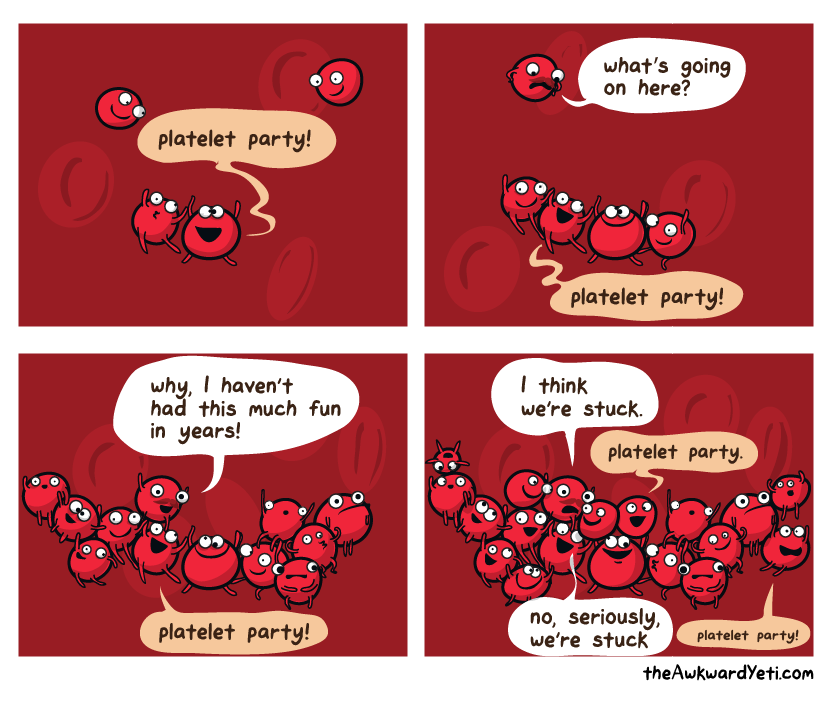 platelet party!
what's going
on here?
platelet party!
why, I haven't
had this much fun
in years!
platelet party!
I think
we're stuck.
platelet party.
no, seriously,
we're stuck
platelet party!
theAwkwardYeti.com